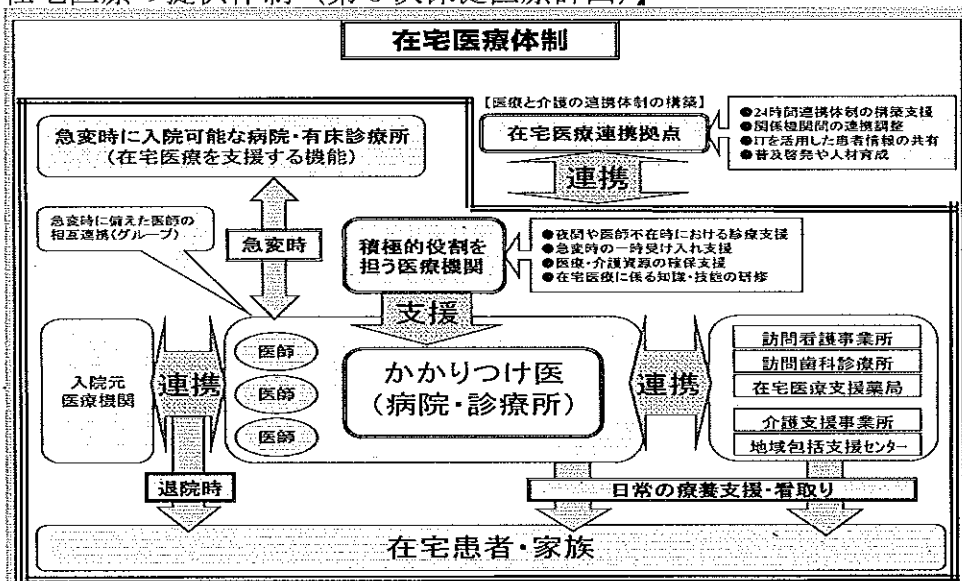 在宅医療体制
【医療と介護の連携体制の構築】
在宅医療連携拠点
●24時間連携体制の構築支援
●関係機関間の連携調整
●ITを活用した患者情報の共有
●普及啓発や人材育成
連携
急変時に入院可能な病院・有床診療所
(在宅医療を支援する機能)
急変時に備えた医師の
相互連携(グループ)
急変時
積極的役割を
担う医療機関
●夜間や医師不在時における診療支援
●急変時の一時受け入れ支援
●医療・介護資源の確保支援
●在宅医療に係る知識・技能の研修
支援
入院元
医療機関
連携
医師
医師
医師
かかりつけ医
(病院・診療所)
連携
訪問看護事業所
訪問歯科診療所
在宅医療支援薬局
介護支援事業所
地域包括支援センター
退院時
日常の療養支援・看取り
在宅患者・家族